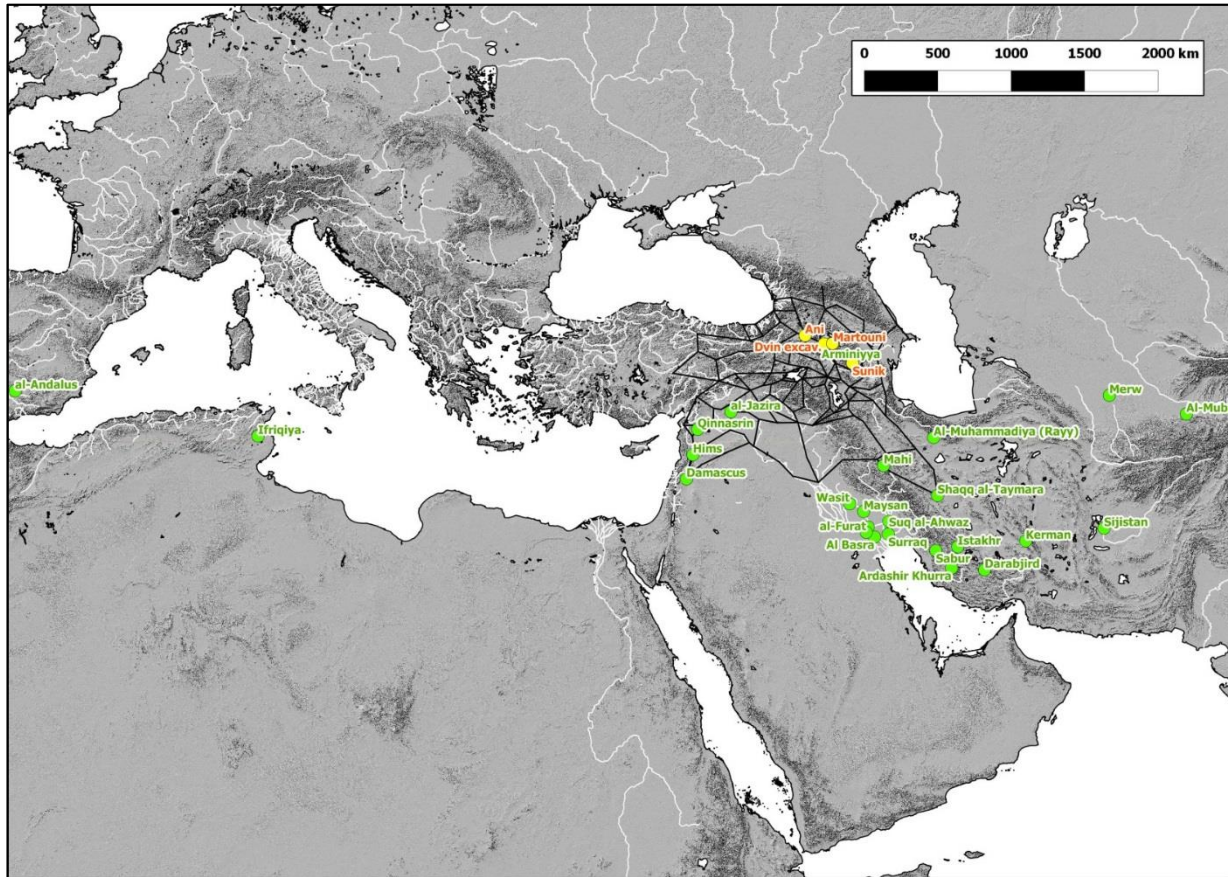 0 500 1000 1500 2000 km
Ani
Martouni
Dvin excav.
Arminiyya
Sunik
al-Andalus
Merw
al-Jazira
Al-Mub
Qinnasrin
Ifriqiya
Al-Muhammadiya (Rayy)
Hims
Mahi
Damascus
Shaqq al-Taymara
Wasit
Maysan
Suq al-Ahwaz
al-Furat
Sijistan
Al Basra
Surraq
Istakhr
Kerman
Sabur
Ardashir Khurra
Darabjird